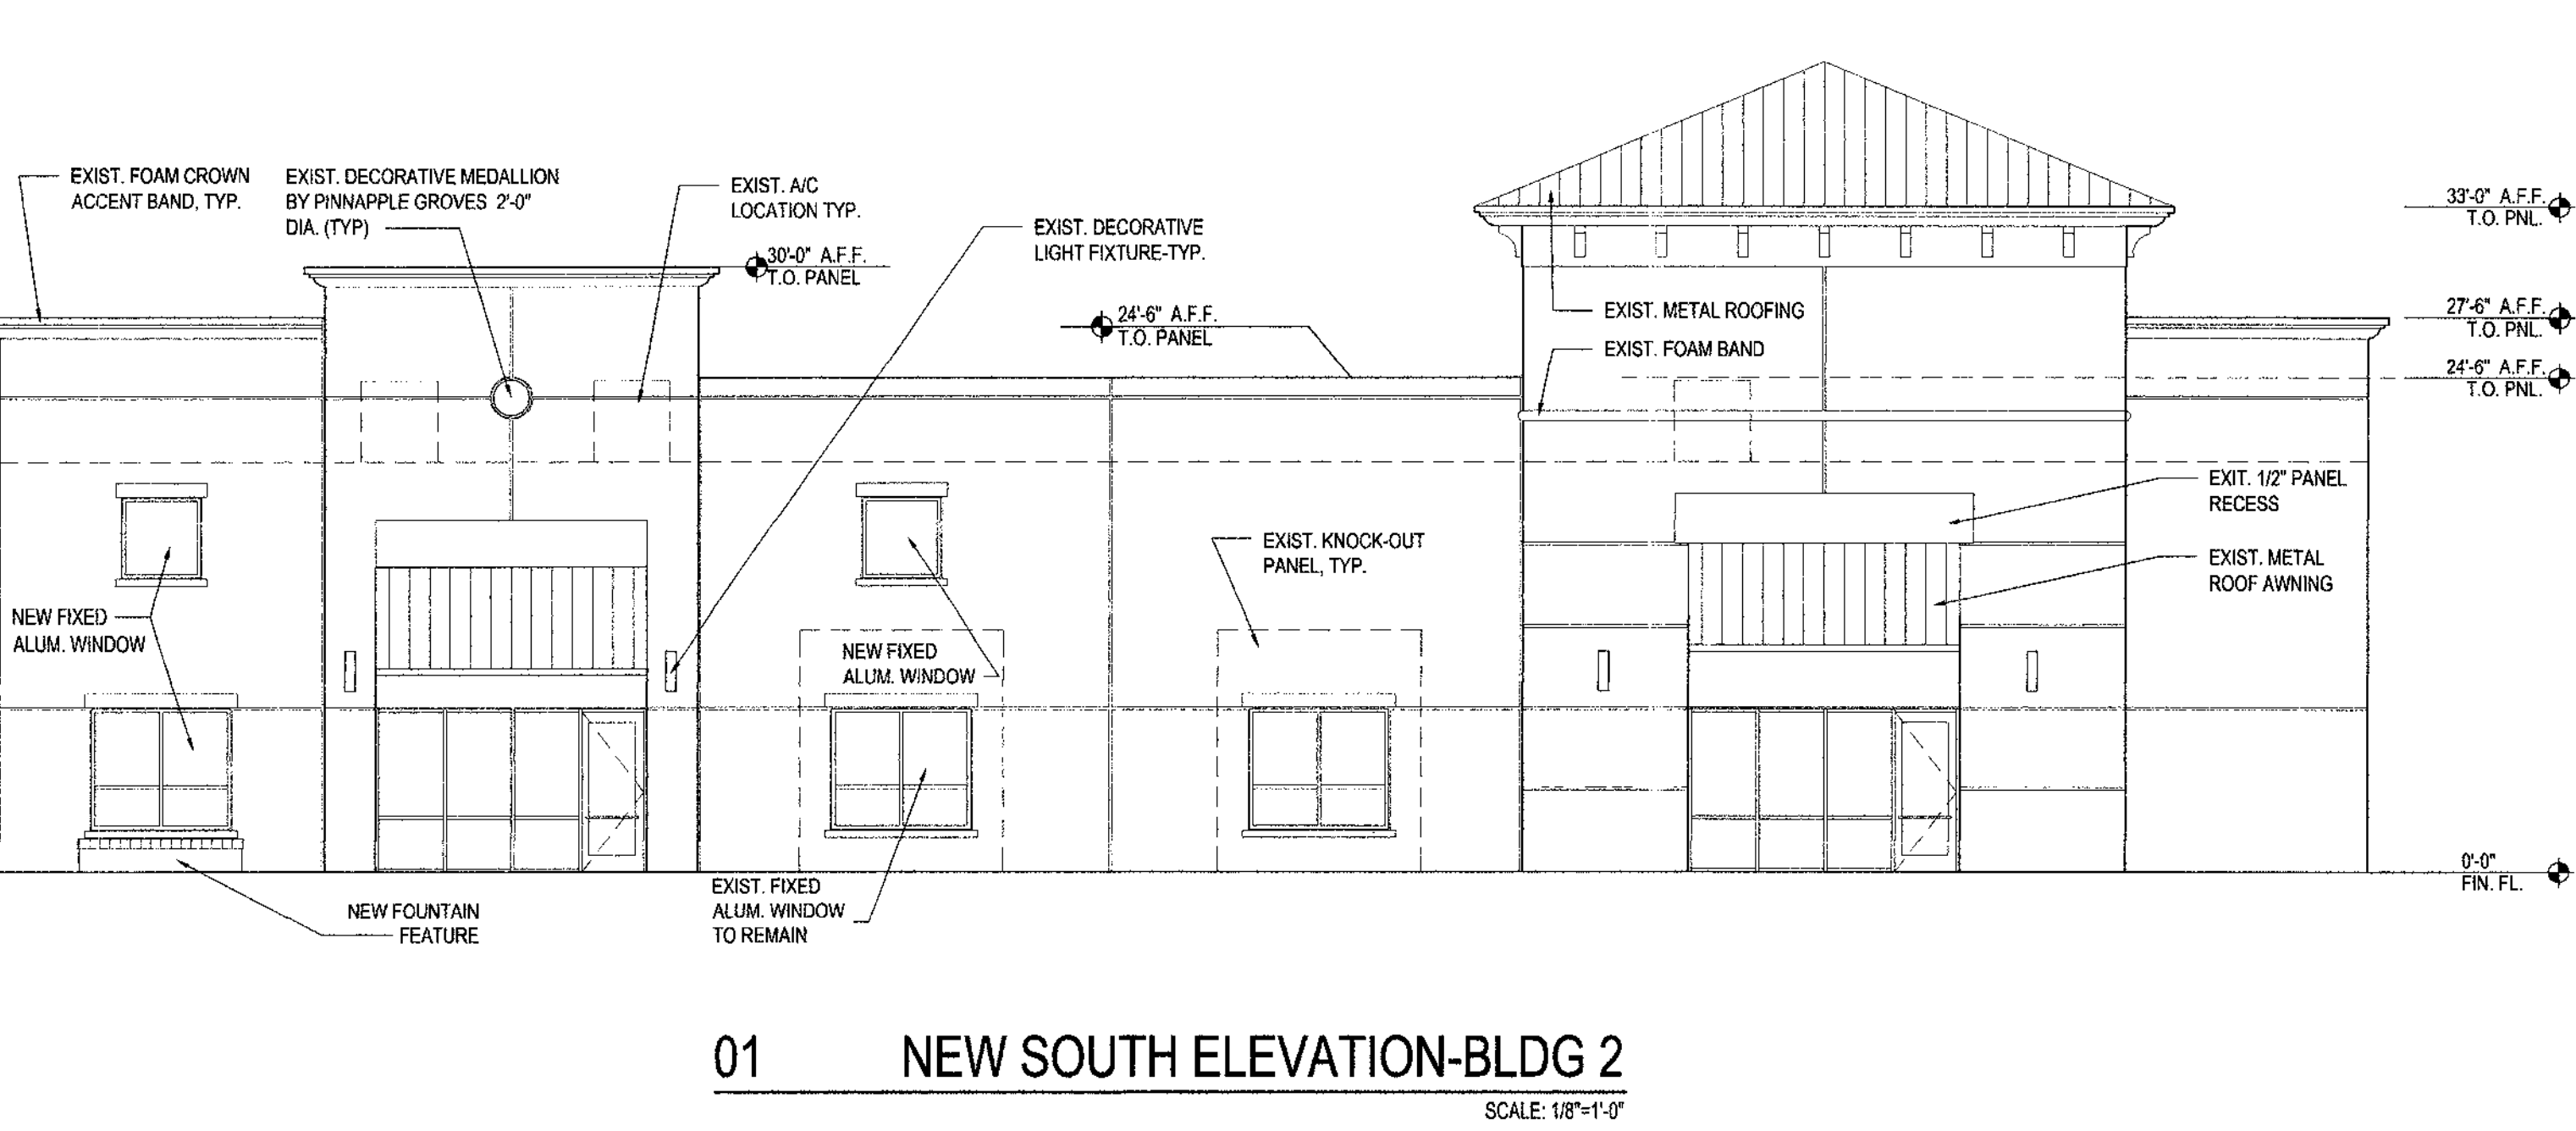 EXIST. FOAM CROWN
ACCENT BAND, TYP.
EXIST. DECORATIVE MEDALLION
BY PINNAPPLE GROVES 2'-0"
DIA. (TYP)
EXIST. A/C
LOCATION TYP.
30'-0" A.F.F.
T.O. PANEL
EXIST. DECORATIVE
LIGHT FIXTURE-TYP.
24'-6" A.F.F.
T.O. PANEL
EXIST. METAL ROOFING
EXIST. FOAM BAND
33'-0" A.F.F.
T.O. PNL.
27'-6" A.F.F.
T.O. PNL.
24'-6" A.F.F.
T.O. PNL.
EXIT. 1/2" PANEL
RECESS
EXIST. METAL
ROOF AWNING
EXIST. KNOCK-OUT
PANEL, TYP.
NEW FIXED
ALUM. WINDOW
NEW FIXED
ALUM. WINDOW
0'-0"
FIN. FL.
NEW FOUNTAIN
FEATURE
EXIST. FIXED
ALUM. WINDOW
TO REMAIN
01 NEW SOUTH ELEVATION-BLDG 2
SCALE: 1/8"=1'-0"